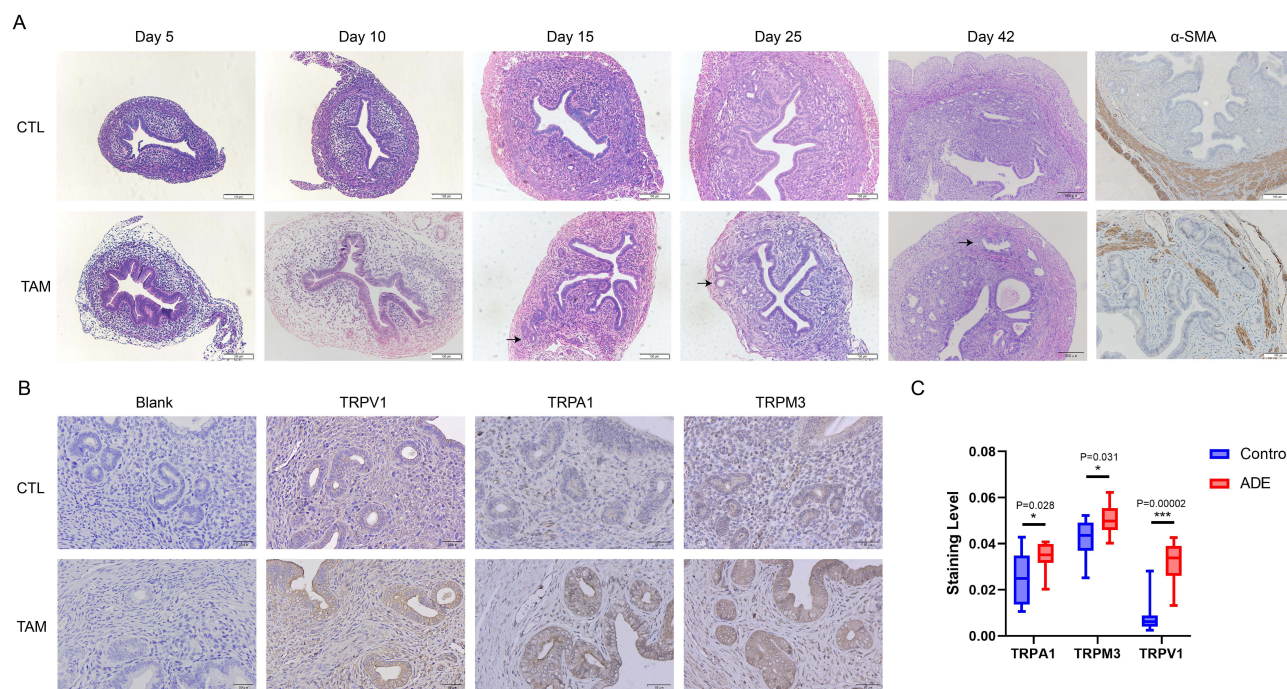 A
Day 5 Day 10 Day 15 Day 25 Day 42 α-SMA
CTL
TAM
B
Blank TRPV1 TRPA1 TRPM3
CTL
TAM
C
Contro
ADE
Staining Level
0.08
0.06
0.04
0.02
0.00
P=0.028
*
P=0.031
*
P=0.00002
***
TRPA1 TRPM3 TRPV1